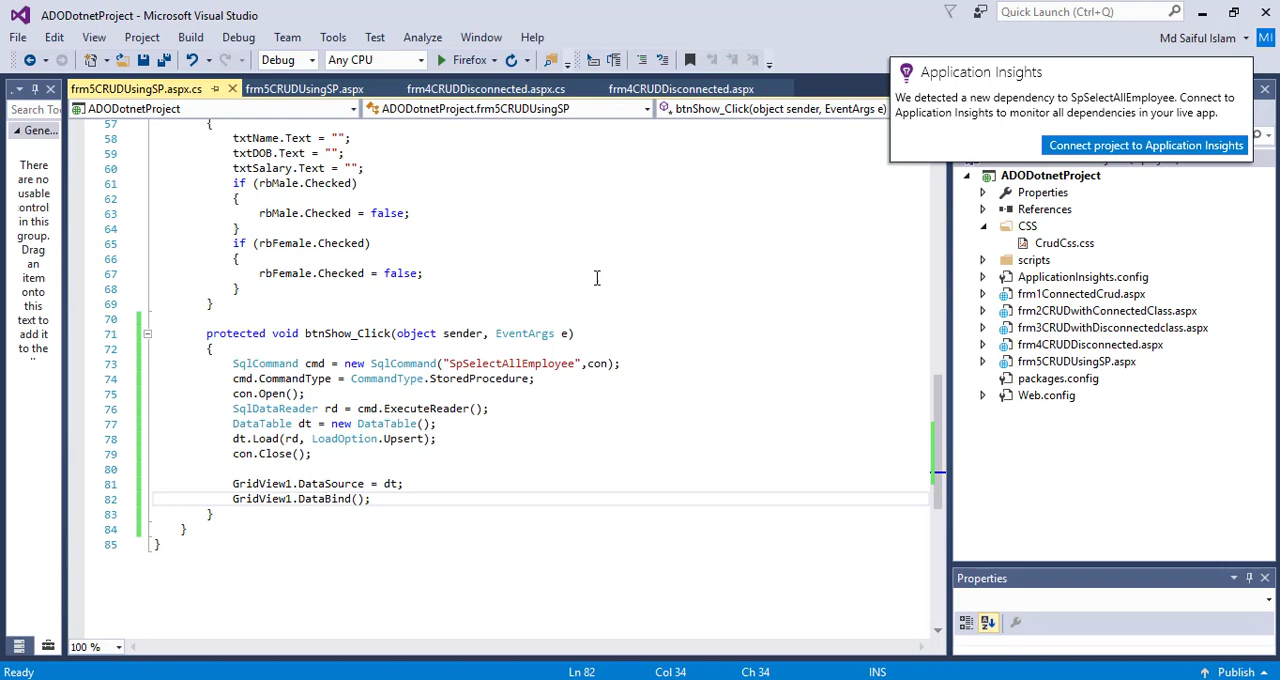 ADODotnetProject - Microsoft Visual Studio
Quick Launch (Ctrl+Q)
File Edit View Project Build Debug Team Tools Test Analyze Window Help
Md Saiful Islam MI
Debug Any CPU Firefox
Application Insights
We detected a new dependency to SpSelectAllEmployee. Connect to
Application Insights to monitor all dependencies in your live app.
Connect project to Application Insights
frm5CRUDUsingSP.aspx.cs frm5CRUDUsingSP.aspx frm4CRUDDisconnected.aspx.cs frm4CRUDDisconnected.aspx
ADODotnetProject ADODotnetProject.frm5CRUDUsingSP btnShow_Click(object sender, EventArgs e)
Search Tool
Gene...
There
are no
usable
ontrol
in this
group.
Drag
an
item
onto
this
text to
add it
to the
57 {
58 txtName.Text = "";
59 txtDOB.Text = "";
60 txtSalary.Text = "";
61 if (rbMale.Checked)
62 {
63 rbMale.Checked = false;
64 }
65 if (rbFemale.Checked)
66 {
67 rbFemale.Checked = false;
68 }
69 }
70
71 protected void btnShow_Click(object sender, EventArgs e)
72 {
73 SqlCommand cmd = new SqlCommand("SpSelectAllEmployee",con);
74 cmd.CommandType = CommandType.StoredProcedure;
75 con.Open();
76 SqlDataReader rd = cmd.ExecuteReader();
77 DataTable dt = new DataTable();
78 dt.Load(rd, LoadOption.Upsert);
79 con.Close();
80
81 GridView1.DataSource = dt;
82 GridView1.DataBind();
83 }
84 }
85 }
100 %
ADODotnetProject
Properties
References
CSS
CrudCss.css
scripts
ApplicationInsights.config
frm1ConnectedCrud.aspx
frm2CRUDwithConnectedClass.aspx
frm3CRUDwithDisconnectedclass.aspx
frm4CRUDDisconnected.aspx
frm5CRUDUsingSP.aspx
packages.config
Web.config
Properties
Ready Ln 82 Col 34 Ch 34 INS Publish